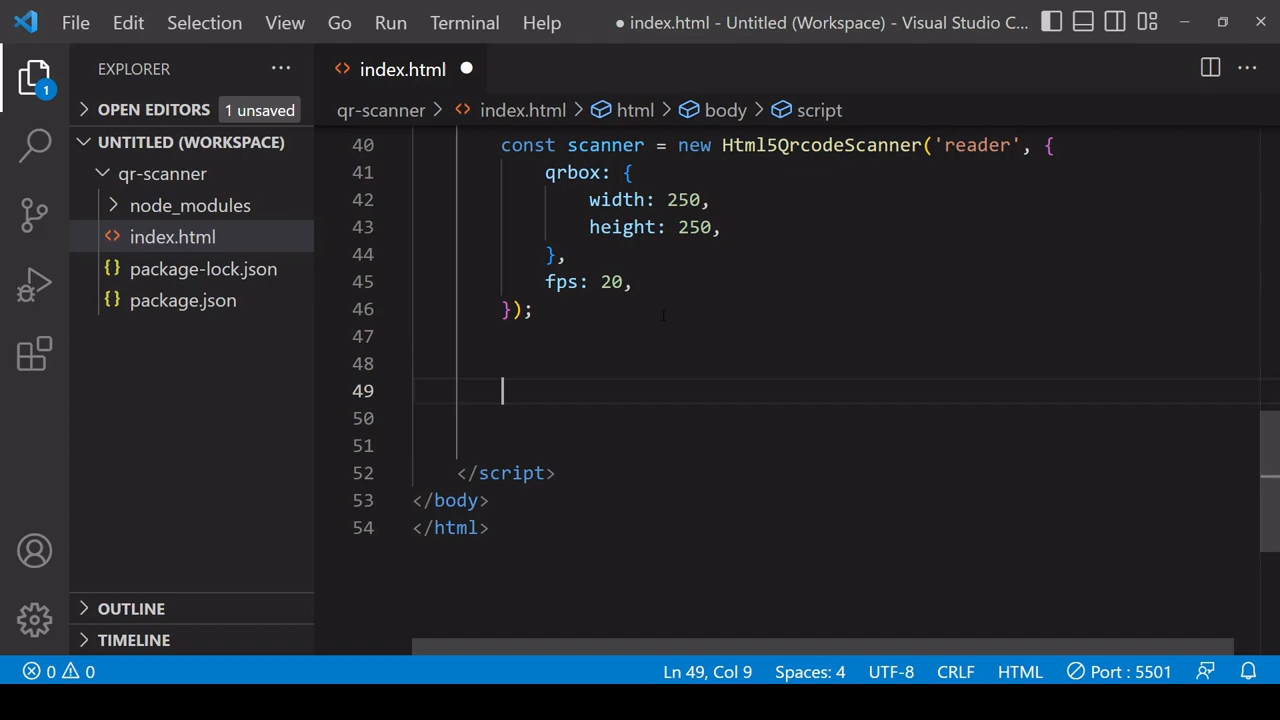 File Edit Selection View Go Run Terminal Help ● index.html - Untitled (Workspace) - Visual Studio C...
EXPLORER ...
index.html
1
OPEN EDITORS 1 unsaved
qr-scanner > index.html > html > body > script
UNTITLED (WORKSPACE)
qr-scanner
node_modules
index.html
package-lock.json
package.json
OUTLINE
TIMELINE
40 const scanner = new Html5QrcodeScanner('reader', {
41 qrbox: {
42 width: 250,
43 height: 250,
44 },
45 fps: 20,
46 });
47
48
49
50
51
52 </script>
53 </body>
54 </html>
0 0 Ln 49, Col 9 Spaces: 4 UTF-8 CRLF HTML Port : 5501